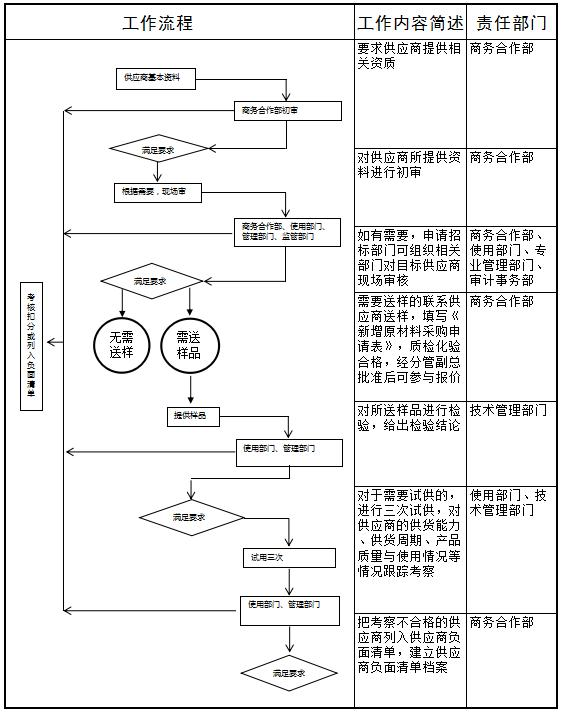 工作流程
工作内容简述
责任部门
要求供应商提供相
关资质
商务合作部
供应商基本资料
商务合作部初审
满足要求
对供应商所提供资
料进行初审
商务合作部
根据需要，现场审
商务合作部、使用部门、
管理部门、监管部门
如有需要，申请招
标部门可组织相关
部门对目标供应商
现场审核
商务合作部、
使用部门、专业
管理部门、
审计事务部
满足要求
考核扣分或列入负面清单
无需
送样
需送
样品
需要送样的联系供
应商送样，填写《
新增原材料采购申
请表》，质检化验
合格，经分管副总
批准后可参与报价
商务合作部
提供样品
对所送样品进行检
验，给出检验结论
技术管理部门
使用部门、管理部门
满足要求
对于需要试供的，
进行三次试供，对
供应商的供货能力
、供货周期、产品
质量与使用情况等
情况跟踪考察
使用部门、技
术管理部门
试用三次
使用部门、管理部门
把考察不合格的供
应商列入供应商负
面清单，建立供应
商负面清单档案
商务合作部
满足要求